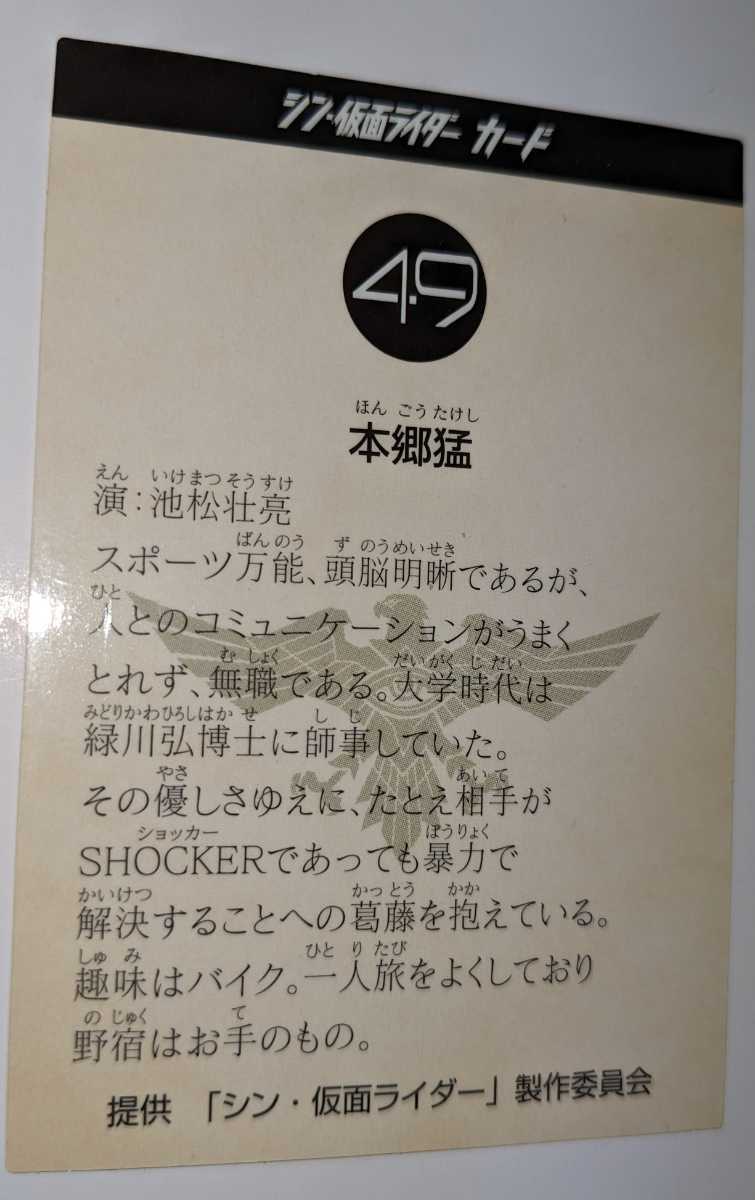 シン・仮面ライダー カード
49
ほん ごう たけし
本郷猛
えん いけまつ そうすけ
演：池松壮亮
ばんのう ず のうめいせき
スポーツ万能、頭脳明晰であるが、
ひと
人とのコミュニケーションがうまく
む しょく だいがく じ だい
とれず、無職である。大学時代は
みどりかわひろしはか せ し じ
緑川弘博士に師事していた。
やさ あい て
その優しさゆえに、たとえ相手が
ショッカー ぼうりょく
SHOCKERであっても暴力で
かいけつ かっとう かか
解決することへの葛藤を抱えている。
しゅ み ひと り たび
趣味はバイク。一人旅をよくしており
の じゅく て
野宿はお手のもの。
提供 「シン・仮面ライダー」製作委員会